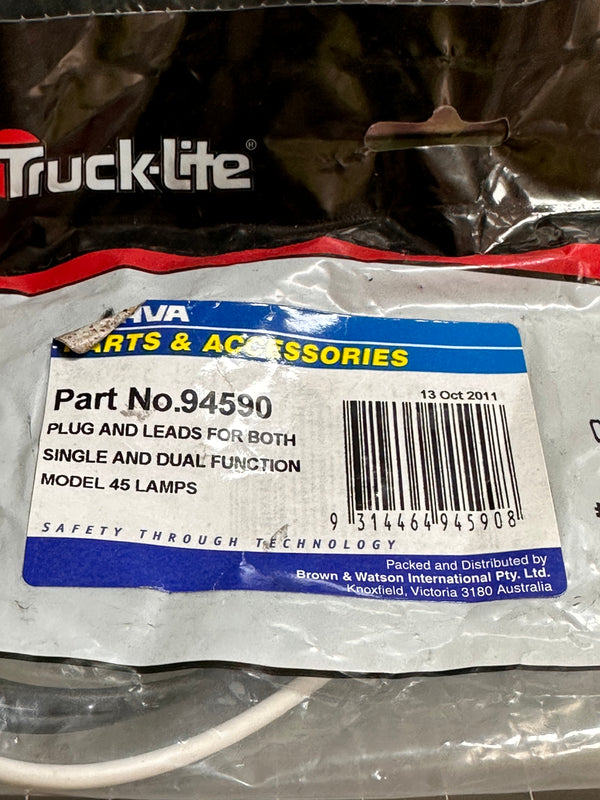 Truck-Lite®
PARTS & ACCESSORIES
Part No.94590
13 Oct 2011
PLUG AND LEADS FOR BOTH
SINGLE AND DUAL FUNCTION
MODEL 45 LAMPS
9 314464 945908
SAFETY THROUGH TECHNOLOGY
Packed and Distributed by
Brown & Watson International Pty. Ltd.
Knoxfield, Victoria 3180 Australia